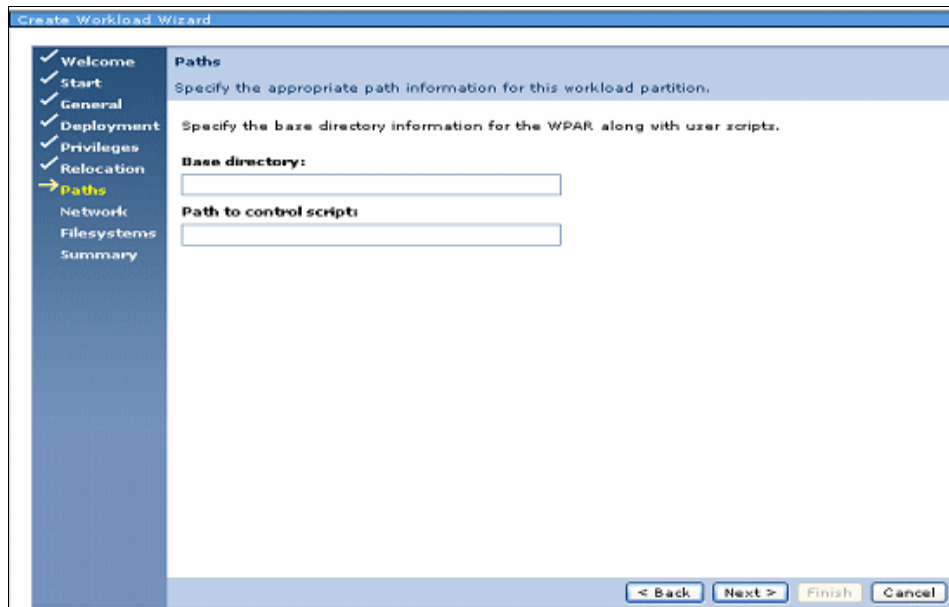 Create Workload Wizard
Welcome
Start
General
Deployment
Privileges
Relocation
Paths
Network
Filesystems
Summary
Paths
Specify the appropriate path information for this workload partition.
Specify the base directory information for the WPAR along with user scripts.
Base directory:
Path to control script:
< Back
Next >
Finish
Cancel